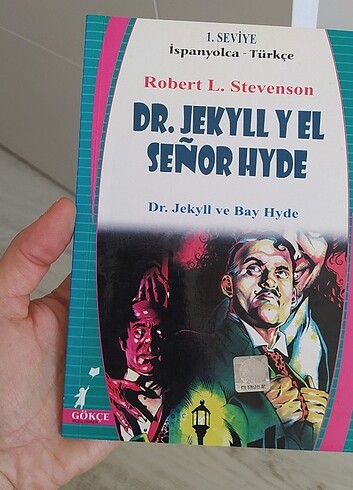 1. SEVİYE
İspanyolca - Türkçe
Robert L. Stevenson
DR. JEKYLL Y EL
SEÑOR HYDE
Dr. Jekyll ve Bay Hyde
GÖKÇE